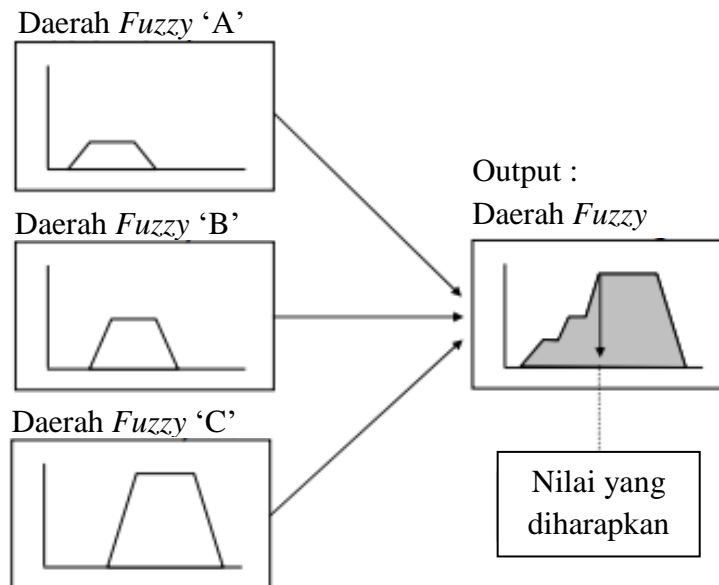 Daerah Fuzzy ‘A’
Daerah Fuzzy ‘B’
Daerah Fuzzy ‘C’
Output :
Daerah Fuzzy
Nilai yang
diharapkan